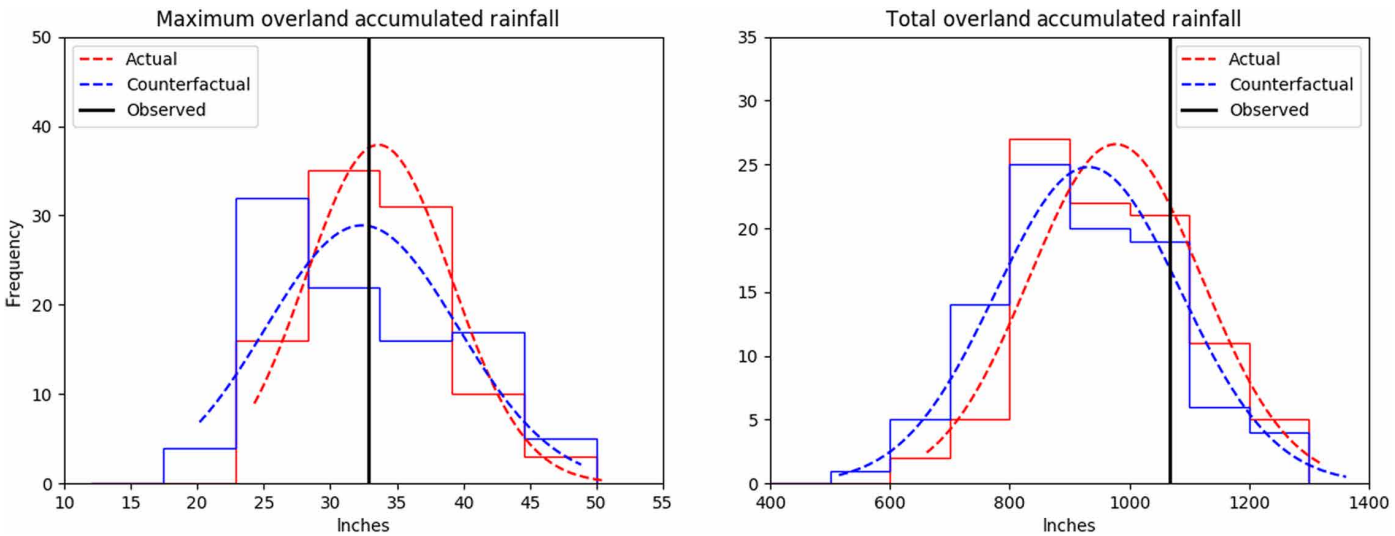 Maximum overland accumulated rainfall
50
40
30
20
10
0
Frequency
Actual
Counterfactual
Observed
10 15 20 25 30 35 40 45 50 55
Inches
Total overland accumulated rainfall
35
30
25
20
15
10
5
0
Actual
Counterfactual
Observed
400 600 800 1000 1200 1400
Inches